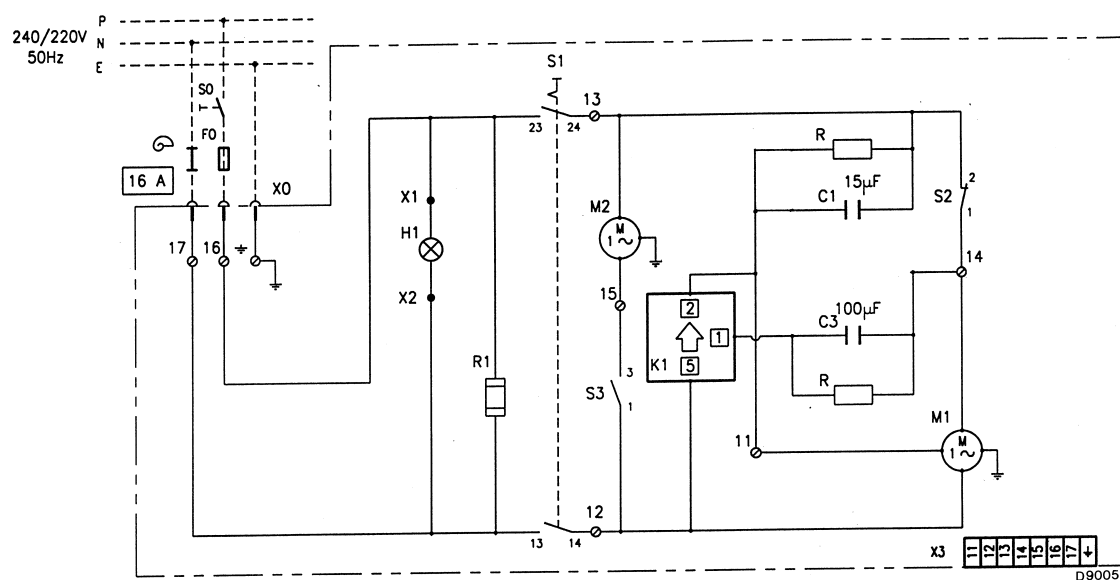 P
240/220V N
50Hz
E
S0
F0
16 A
X0
17 16
S1
23 24 13
X1
H1
X2
R1
M2
M
1 ~
15
S3
3
1
K1
2
1
5
13 14 12
R
15µF
C1
S2
2
1
14
100µF
C3
R
11
M1
M
1 ~
X3 11 12 13 14 15 16 17
D9005